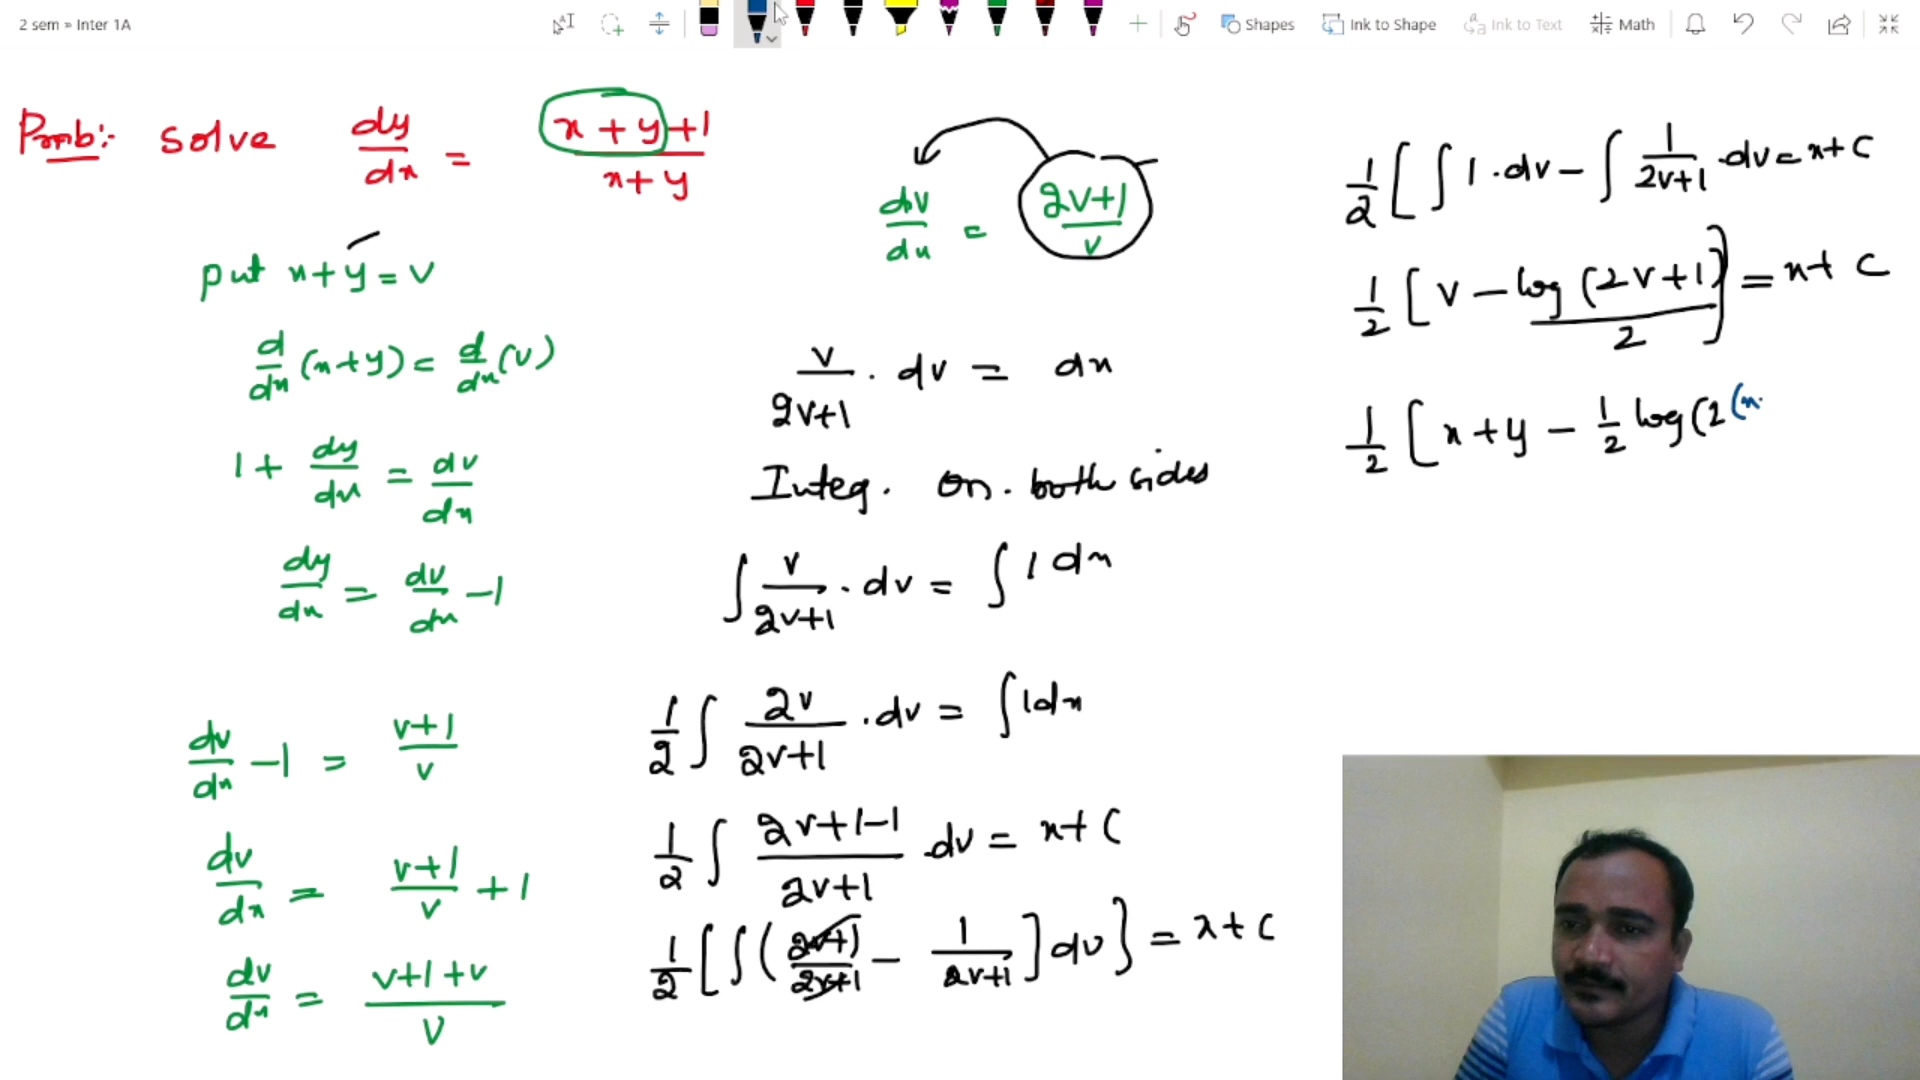 2 sem » Inter 1A
Shapes Ink to Shape Ink to Text Math
Prob:- Solve dy/dx = (x+y+1)/(x+y)
put x+y=v
d/dx (x+y) = d/dx (v)
1 + dy/dx = dv/dx
dy/dx = dv/dx - 1
dv/dx - 1 = (v+1)/v
dv/dx = (v+1)/v + 1
dv/dx = (v+1+v)/v
dv/dx = (2v+1)/v
v/(2v+1) . dv = dx
Integ. on. both sides
∫ v/(2v+1) . dv = ∫ 1 dx
1/2 ∫ 2v/(2v+1) . dv = ∫ 1dx
1/2 ∫ (2v+1-1)/(2v+1) .dv = x+C
1/2 [∫ ( (2v+1)/(2v+1) - 1/(2v+1) ] dv } = x+C
1/2 [ ∫ 1 . dv - ∫ 1/(2v+1) .dv = x+C
1/2 [ v - log (2v+1)/2 ] = x+C
1/2 [ x+y - 1/2 log(2(x